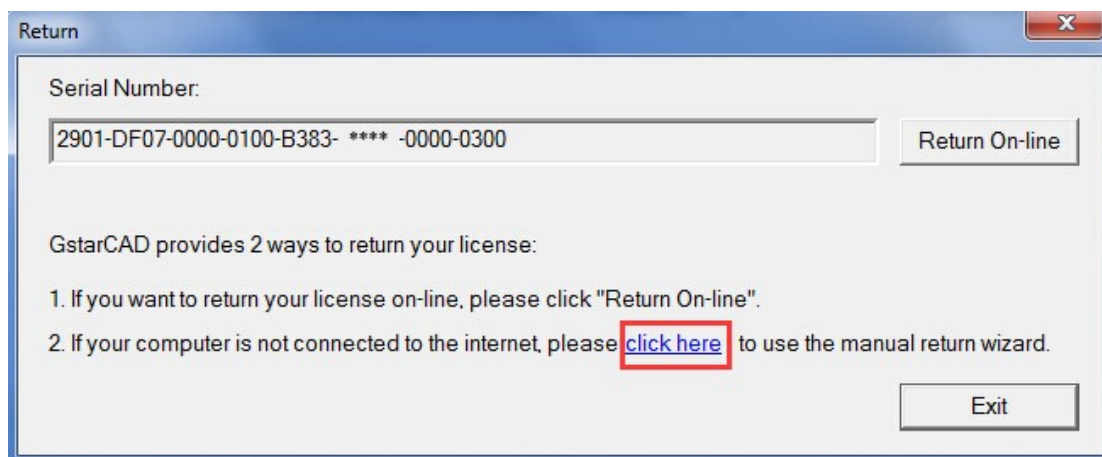 Return
X
Serial Number:
2901-DF07-0000-0100-B383- **** -0000-0300
Return On-line
GstarCAD provides 2 ways to return your license:
1. If you want to return your license on-line, please click "Return On-line".
2. If your computer is not connected to the internet, please click here to use the manual return wizard.
Exit